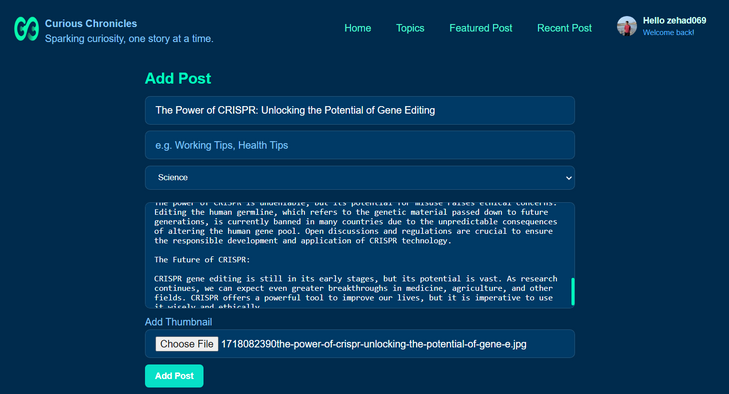 Curious Chronicles
Sparking curiosity, one story at a time.
Home
Topics
Featured Post
Recent Post
Hello zehad069
Welcome back!
Add Post
The Power of CRISPR: Unlocking the Potential of Gene Editing
e.g. Working Tips, Health Tips
Science
The power of CRISPR is undeniable, but its potential for misuse raises ethical concerns.
Editing the human germline, which refers to the genetic material passed down to future
generations, is currently banned in many countries due to the unpredictable consequences
of altering the human gene pool. Open discussions and regulations are crucial to ensure
the responsible development and application of CRISPR technology.
The Future of CRISPR:
CRISPR gene editing is still in its early stages, but its potential is vast. As research
continues, we can expect even greater breakthroughs in medicine, agriculture, and other
fields. CRISPR offers a powerful tool to improve our lives, but it is imperative to use
it wisely and ethically
Add Thumbnail
Choose File 1718082390the-power-of-crispr-unlocking-the-potential-of-gene-e.jpg
Add Post